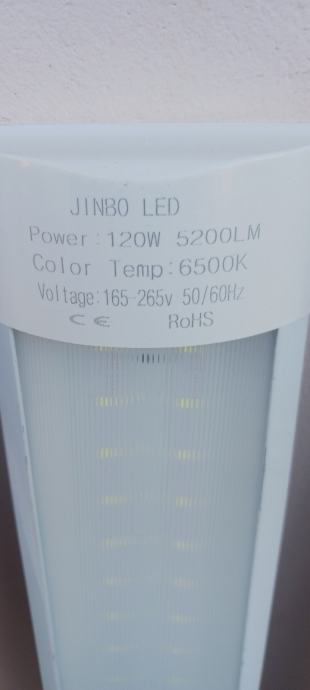 JINBO LED
Power:120W 5200LM
Color Temp:6500K
Voltage:165-265v 50/60Hz
CE RoHS